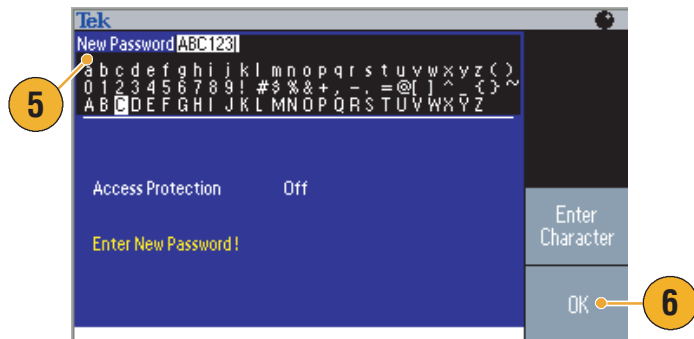 Tek
New Password ABC123
a b c d e f g h i j k l m n o p q r s t u v w x y z ( )
0 1 2 3 4 5 6 7 8 9 ! # $ % & + , - . = @ [ ] ^ _ { } ~
A B C D E F G H I J K L M N O P Q R S T U V W X Y Z
5
Access Protection Off
Enter New Password !
Enter
Character
OK
6